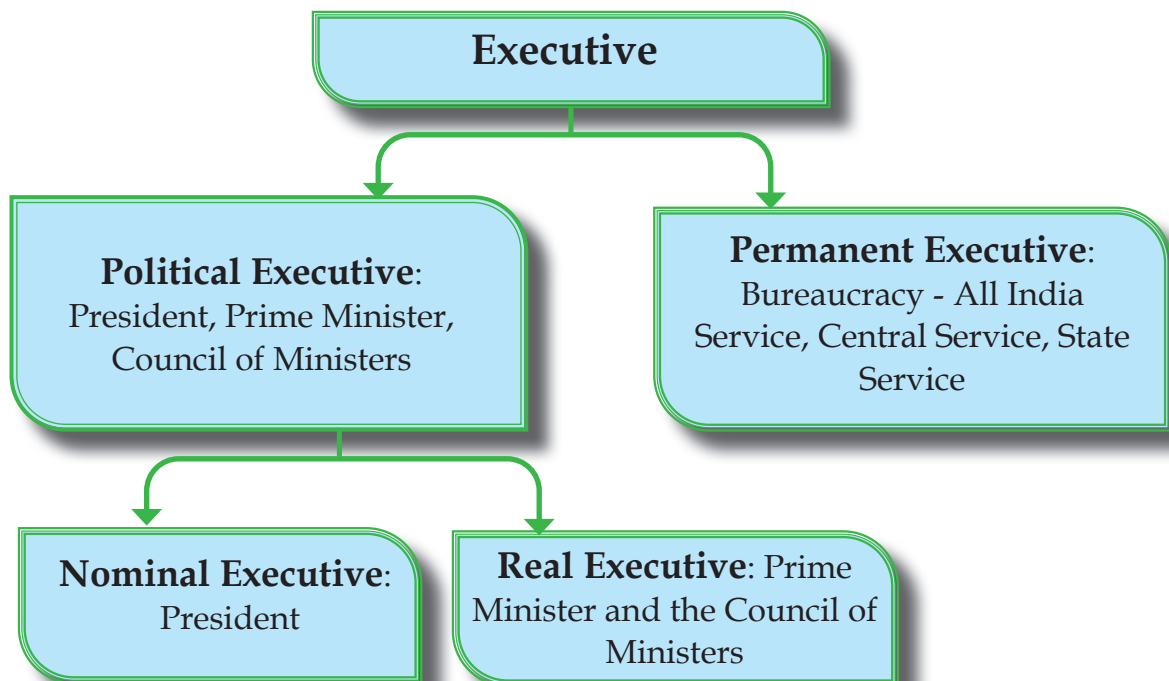 Executive
Political Executive:
President, Prime Minister,
Council of Ministers
Permanent Executive:
Bureaucracy - All India
Service, Central Service, State
Service
Nominal Executive:
President
Real Executive: Prime
Minister and the Council of
Ministers